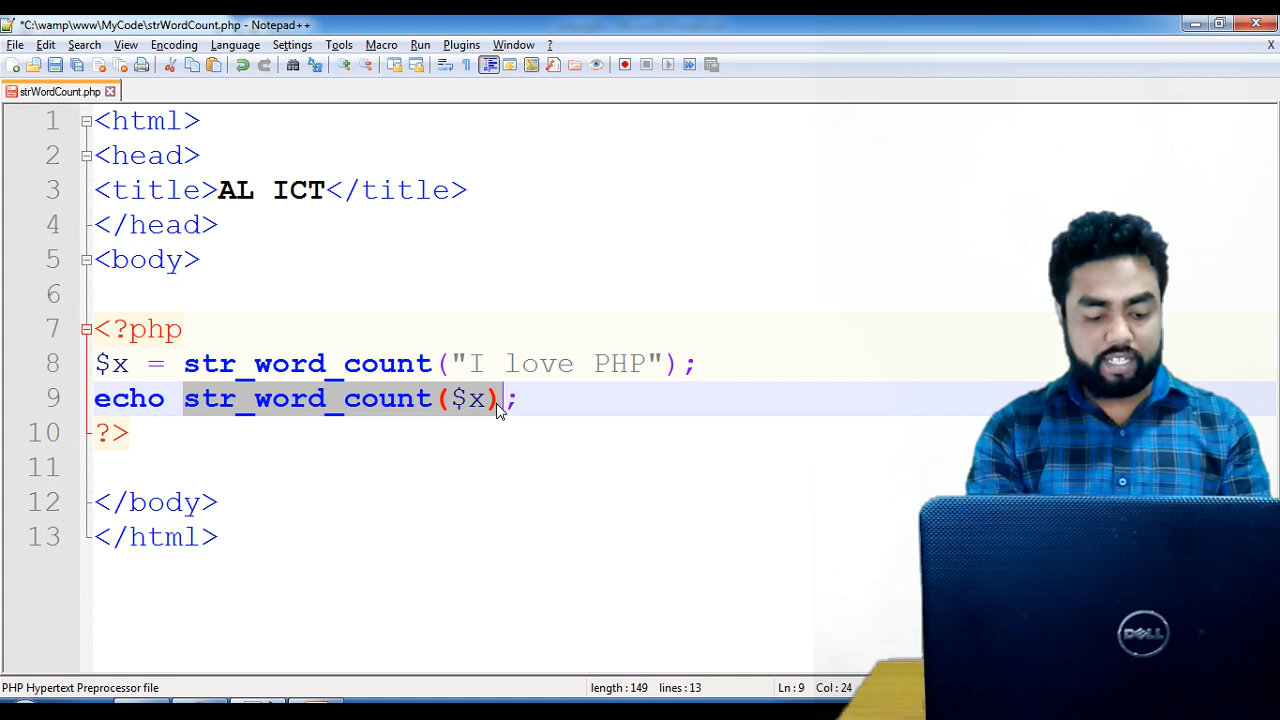 *C:\wamp\www\MyCode\strWordCount.php - Notepad++
File Edit Search View Encoding Language Settings Tools Macro Run Plugins Window ? X
strWordCount.php
1 <html>
2 <head>
3 <title>AL ICT</title>
4 </head>
5 <body>
6
7 <?php
8 $x = str_word_count("I love PHP");
9 echo str_word_count($x);
10 ?>
11
12 </body>
13 </html>
DELL
PHP Hypertext Preprocessor file length : 149 lines : 13 Ln : 9 Col : 24